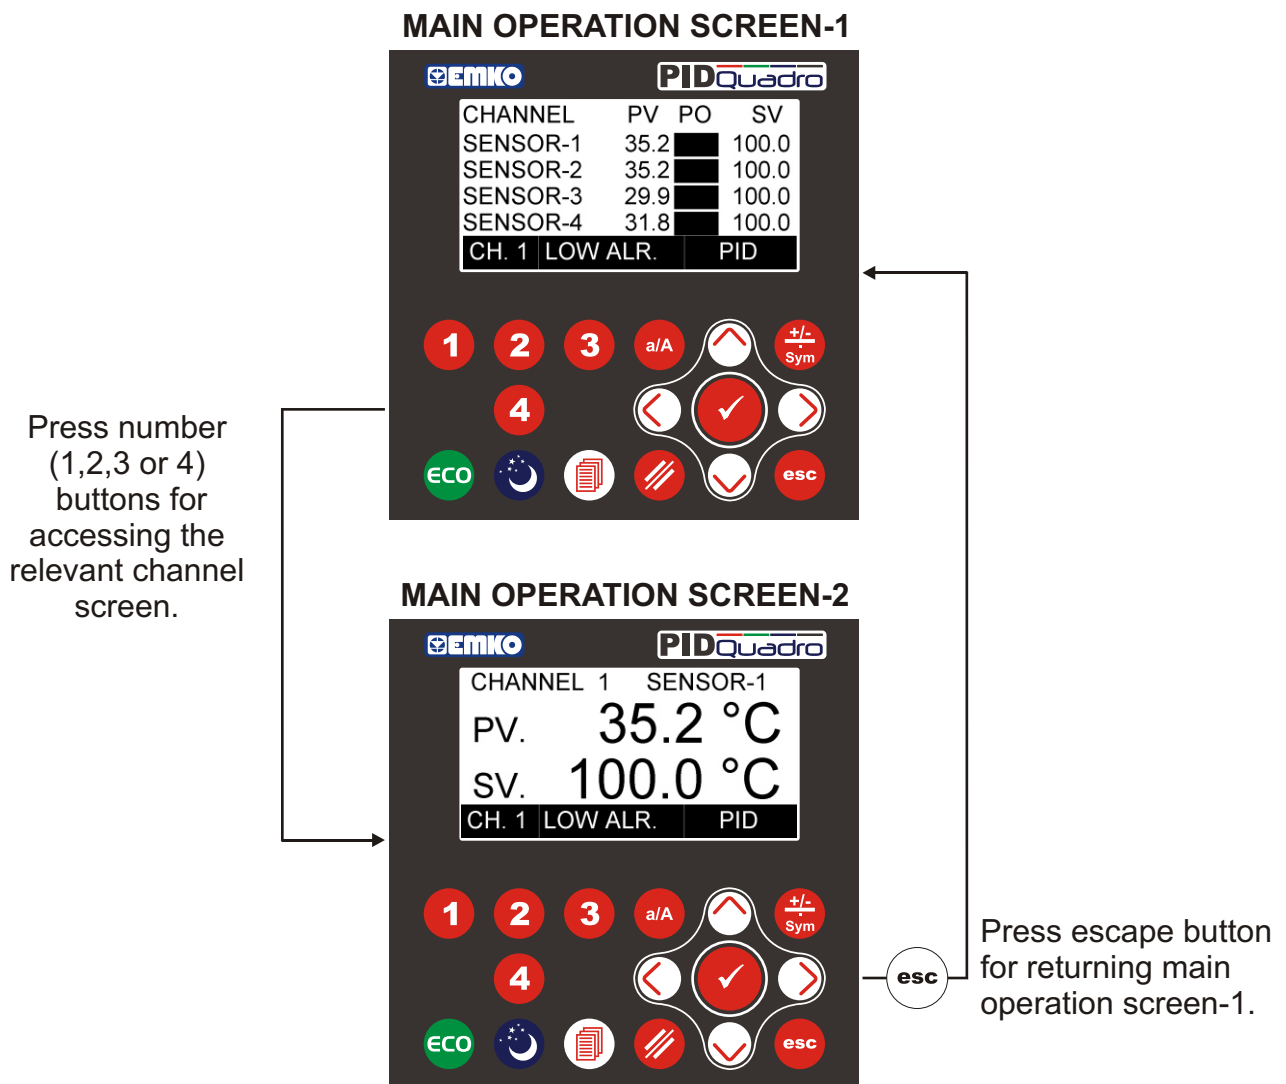 MAIN OPERATION SCREEN-1
EMKO PIDQuadro
CHANNEL PV PO SV
SENSOR-1 35.2 100.0
SENSOR-2 35.2 100.0
SENSOR-3 29.9 100.0
SENSOR-4 31.8 100.0
CH. 1 LOW ALR. PID
1 2 3 a/A +/-
. Sym
4
ECO esc
Press number
(1,2,3 or 4)
buttons for
accessing the
relevant channel
screen.
MAIN OPERATION SCREEN-2
EMKO PIDQuadro
CHANNEL 1 SENSOR-1
PV. 35.2 °C
SV. 100.0 °C
CH. 1 LOW ALR. PID
1 2 3 a/A +/-
. Sym
4
ECO esc
esc
Press escape button
for returning main
operation screen-1.